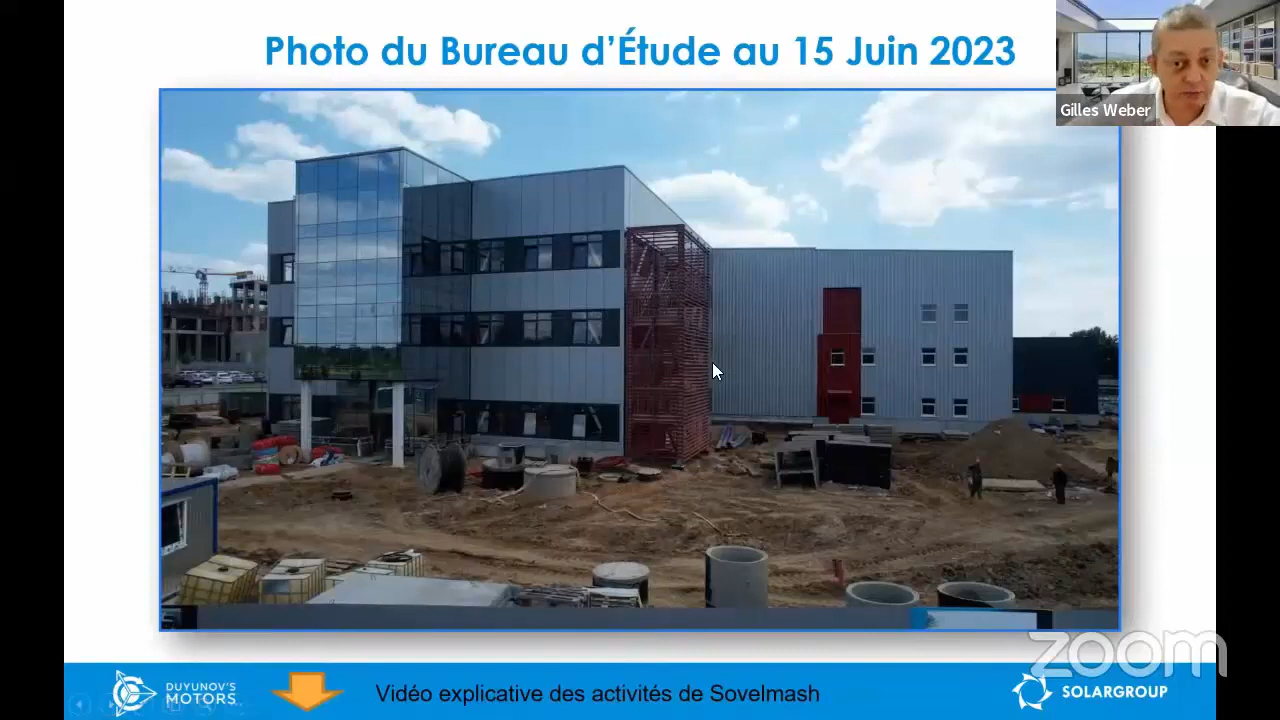 Photo du Bureau d’Étude au 15 Juin 2023
Gilles Weber
zoom
DUYUNOV'S
MOTORS
Vidéo explicative des activités de Sovelmash
SOLARGROUP